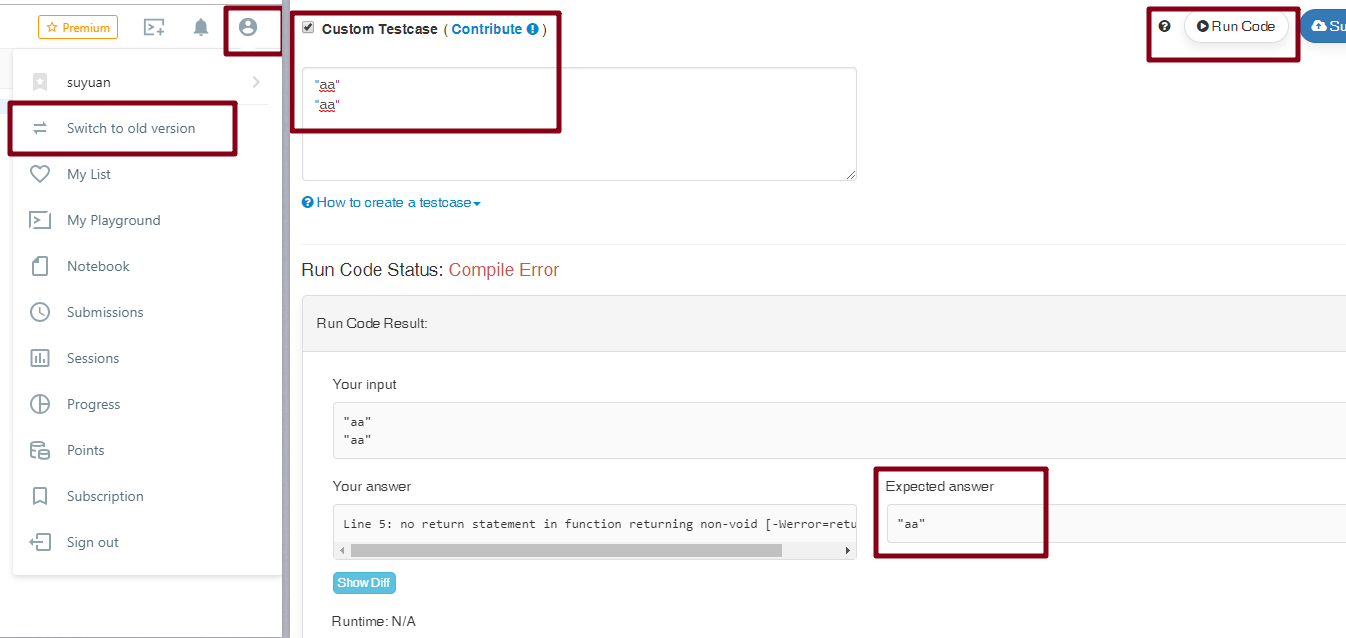 Premium
suyuan
Switch to old version
My List
My Playground
Notebook
Submissions
Sessions
Progress
Points
Subscription
Sign out
Custom Testcase ( Contribute )
Run Code
Su
"aa"
"aa"
How to create a testcase
Run Code Status: Compile Error
Run Code Result:
Your input
"aa"
"aa"
Your answer
Line 5: no return statement in function returning non-void [-Werror=retu
Expected answer
"aa"
Show Diff
Runtime: N/A